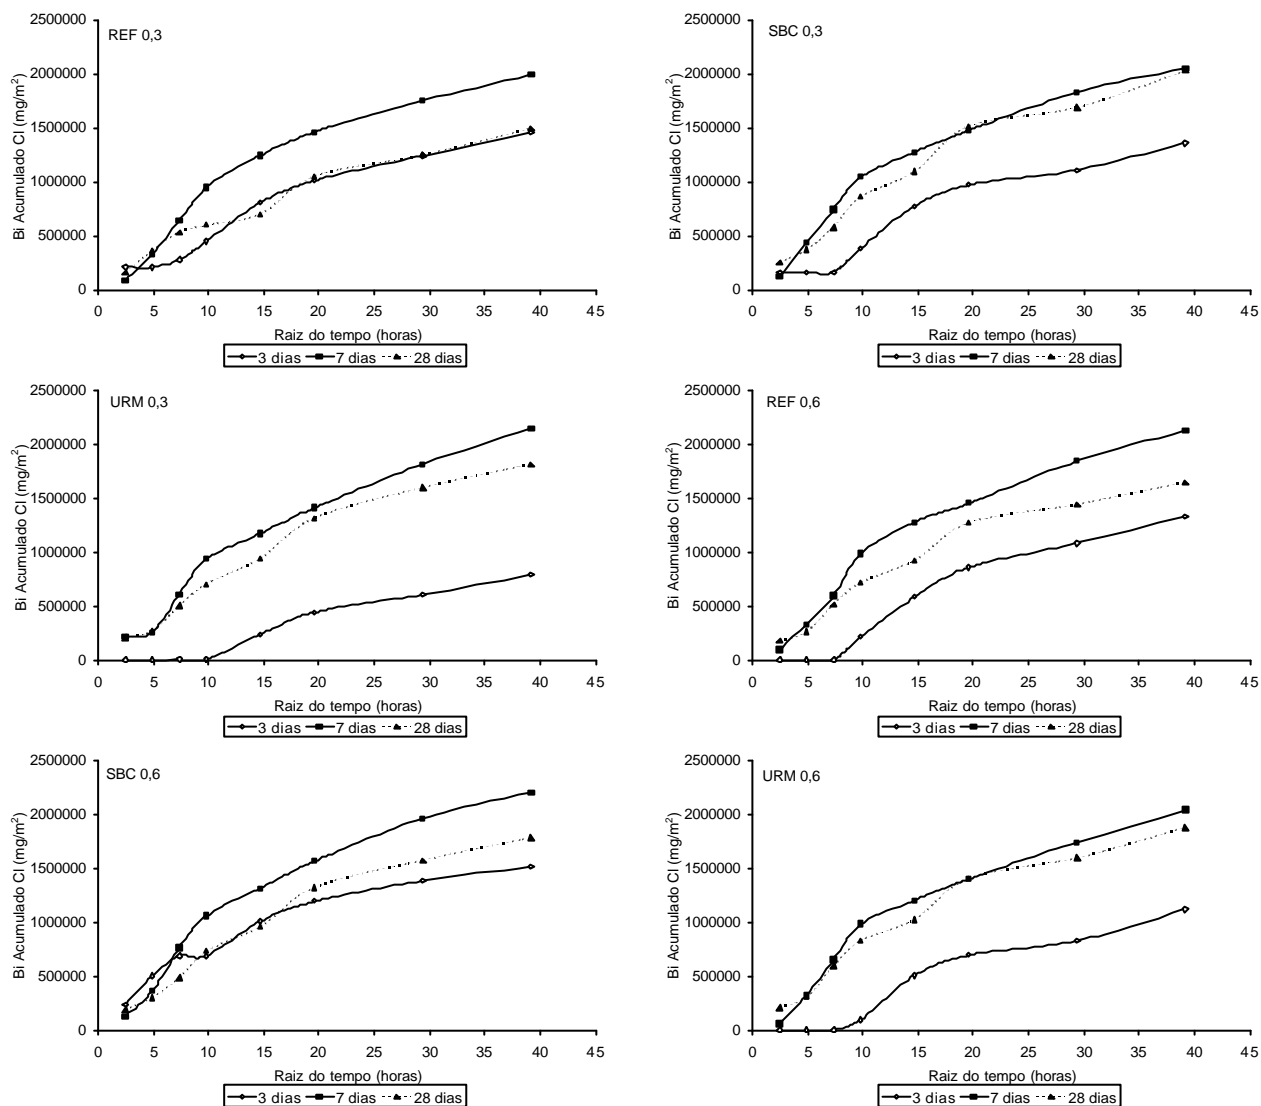 REF 0,3
Bi Acumulado Cl (mg/m²)
2500000
2000000
1500000
1000000
500000
0
0 5 10 15 20 25 30 35 40 45
Raiz do tempo (horas)
3 dias 7 dias 28 dias
SBC 0,3
Bi Acumulado Cl (mg/m²)
2500000
2000000
1500000
1000000
500000
0
0 5 10 15 20 25 30 35 40 45
Raiz do tempo (horas)
3 dias 7 dias 28 dias
URM 0,3
Bi Acumulado Cl (mg/m²)
2500000
2000000
1500000
1000000
500000
0
0 5 10 15 20 25 30 35 40 45
Raiz do tempo (horas)
3 dias 7 dias 28 dias
REF 0,6
Bi Acumulado Cl (mg/m²)
2500000
2000000
1500000
1000000
500000
0
0 5 10 15 20 25 30 35 40 45
Raiz do tempo (horas)
3 dias 7 dias 28 dias
SBC 0,6
Bi Acumulado Cl (mg/m²)
2500000
2000000
1500000
1000000
500000
0
0 5 10 15 20 25 30 35 40 45
Raiz do tempo (horas)
3 dias 7 dias 28 dias
URM 0,6
Bi Acumulado Cl (mg/m²)
2500000
2000000
1500000
1000000
500000
0
0 5 10 15 20 25 30 35 40 45
Raiz do tempo (horas)
3 dias 7 dias 28 dias